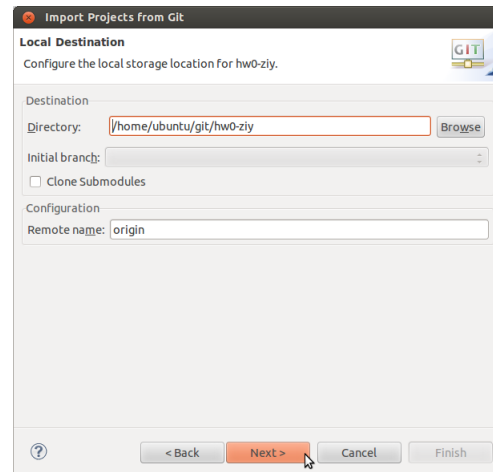 Import Projects from Git
Local Destination
Configure the local storage location for hw0-ziy.
GIT
Destination
Directory: /home/ubuntu/git/hw0-ziy Browse
Initial branch:
Clone Submodules
Configuration
Remote name: origin
? < Back Next > Cancel Finish